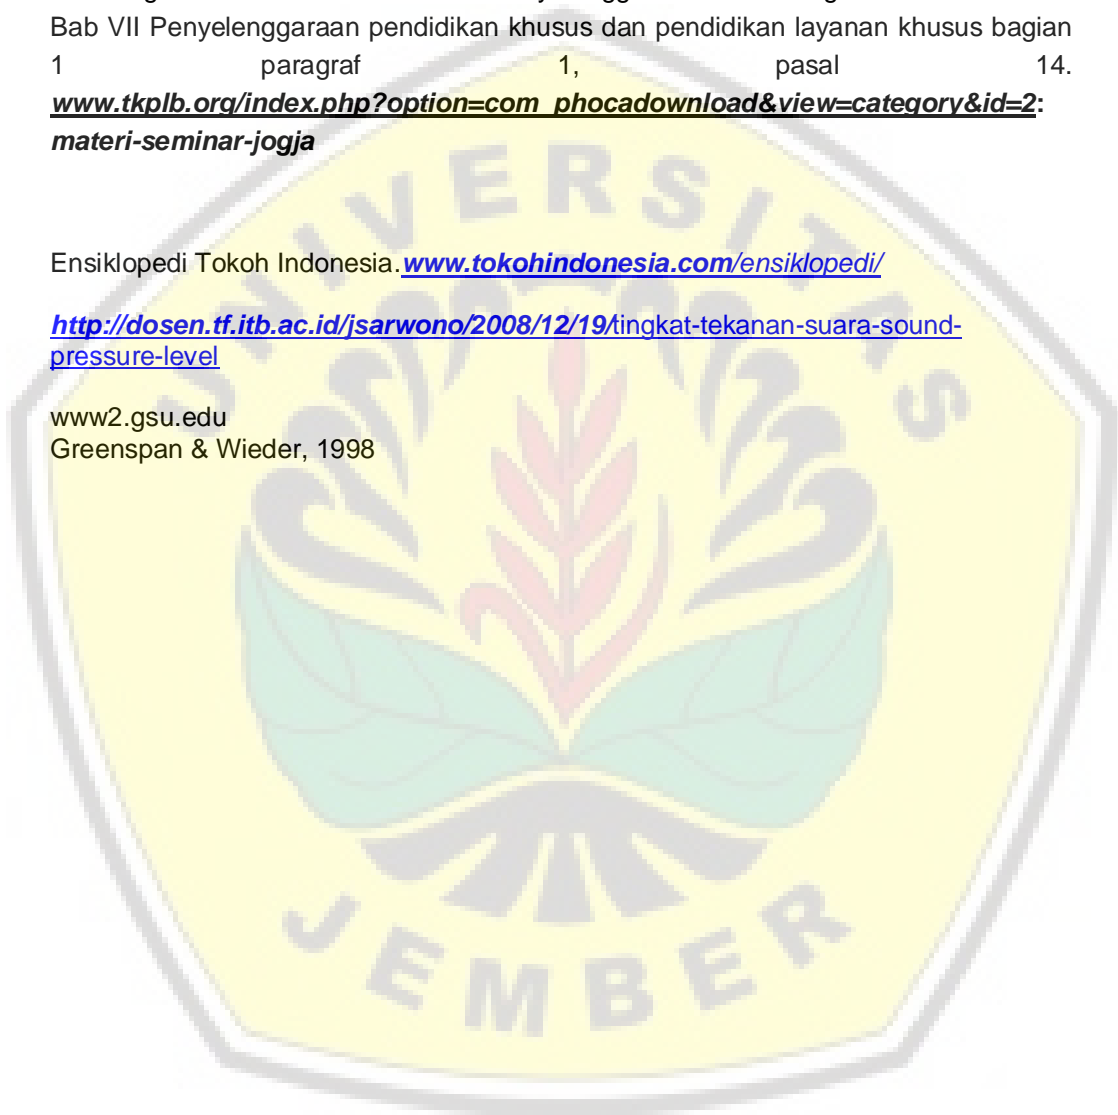 Bab VII Penyelenggaraan pendidikan khusus dan pendidikan layanan khusus bagian
1 paragraf 1, pasal 14.
www.tkplb.org/index.php?option=com_phocadownload&view=category&id=2:
materi-seminar-jogja
Ensiklopedi Tokoh Indonesia.www.tokohindonesia.com/ensiklopedi/
http://dosen.tf.itb.ac.id/jsarwono/2008/12/19/tingkat-tekanan-suara-sound-
pressure-level
www2.gsu.edu
Greenspan & Wieder, 1998
UNIVERSITAS
JEMBER